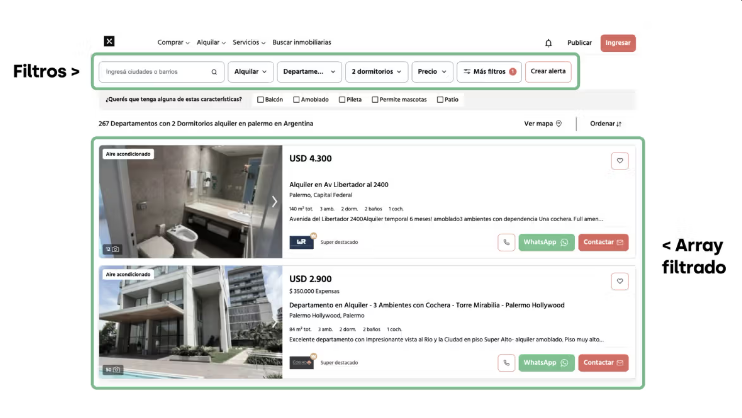 Comprar Alquilar Servicios Buscar inmobiliarias Publicar Ingresar
Filtros >
Ingresá ciudades o barrios Alquilar Departame... 2 dormitorios Precio Más filtros 1 Crear alerta
¿Querés que tenga alguna de estas características? Balcón Amoblado Pileta Permite mascotas Patio
267 Departamentos con 2 Dormitorios alquiler en palermo en Argentina Ver mapa Ordenar
Aire acondicionado
USD 4.300
Alquiler en Av Libertador al 2400
Palermo, Capital Federal
140 m² tot. 3 amb. 2 dorm. 2 baños 1 coch.
Avenida del Libertador 2400Alquiler temporal 6 meses! amoblado3 ambientes con dependencia Una cochera. Full amen...
12
Super destacado WhatsApp Contactar
< Array
filtrado
Aire acondicionado
USD 2.900
$ 350.000 Expensas
Departamento en Alquiler - 3 Ambientes con Cochera - Torre Mirabilia - Palermo Hollywood
Palermo Hollywood, Palermo
84 m² tot. 3 amb. 2 dorm. 2 baños 1 coch.
Excelente departamento con impresionante vista al Rio y la Ciudad en piso Super Alto- alquiler amoblado. Piso muy alto...
50
Super destacado WhatsApp Contactar